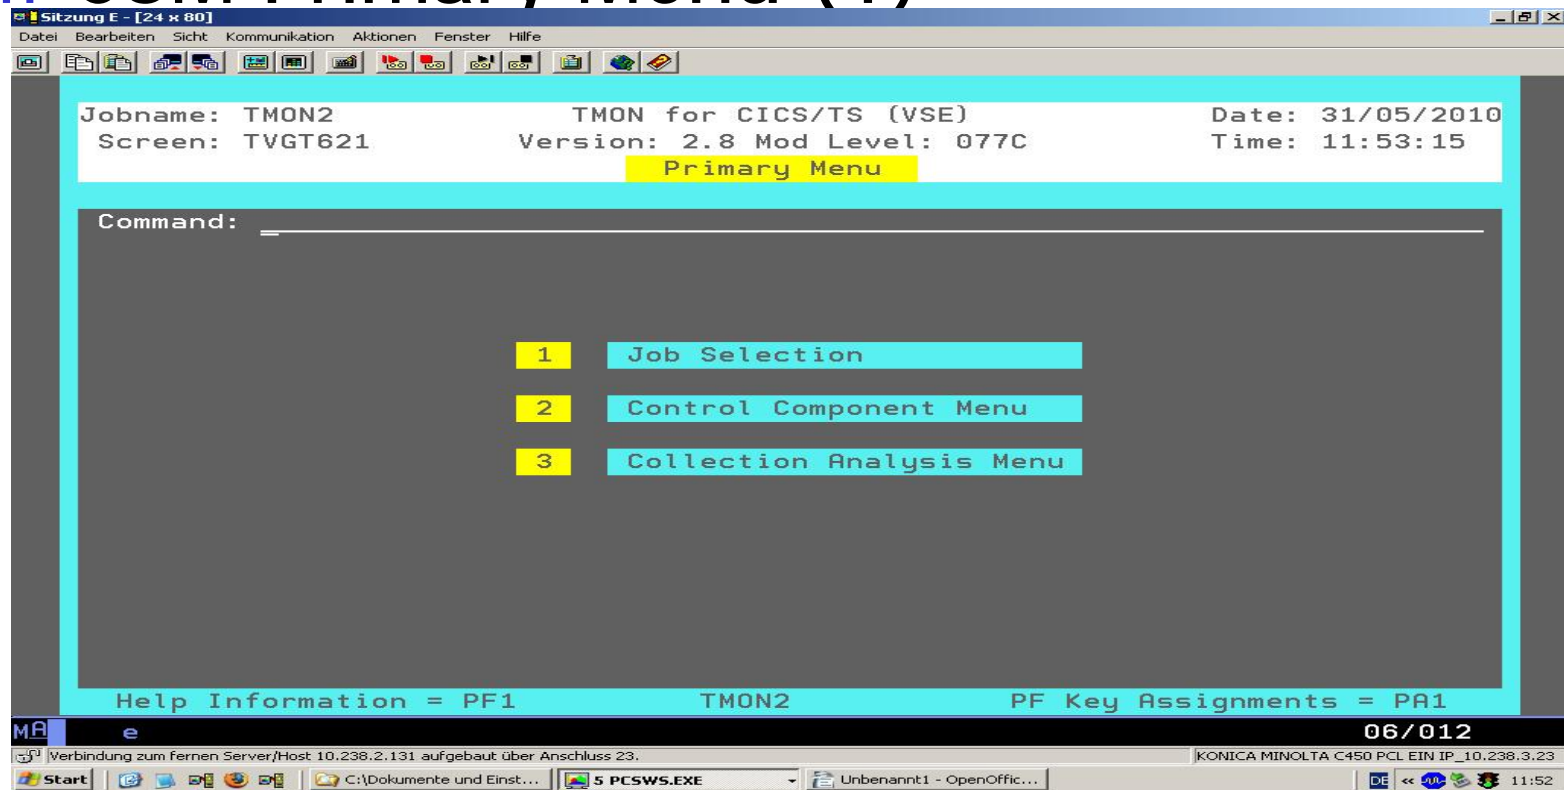 Primary Menu (1)
Sitzung E - [24 x 80]
Datei Bearbeiten Sicht Kommunikation Aktionen Fenster Hilfe
Jobname: TMON2 TMON for CICS/TS (VSE) Date: 31/05/2010
Screen: TVGT621 Version: 2.8 Mod Level: 077C Time: 11:53:15
Primary Menu
Command: _
1 Job Selection
2 Control Component Menu
3 Collection Analysis Menu
Help Information = PF1 TMON2 PF Key Assignments = PA1
MA e 06/012
Verbindung zum fernen Server/Host 10.238.2.131 aufgebaut über Anschluss 23. KONICA MINOLTA C450 PCL EIN IP_10.238.3.23
Start C:\Dokumente und Einst... 5 PCSWS.EXE Unbenannt1 - OpenOffic... DE « 11:52